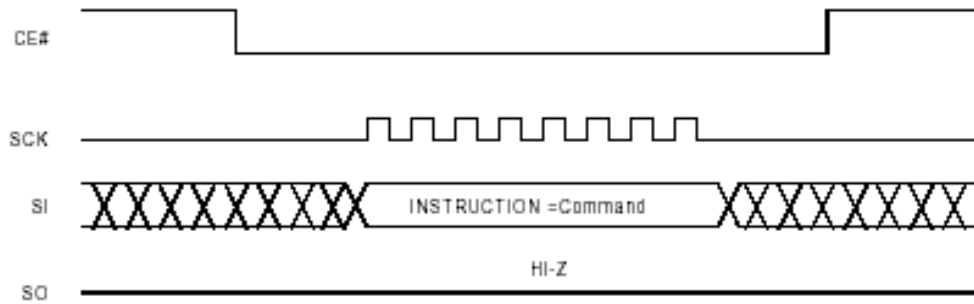 CE#
SCK
SI INSTRUCTION =Command
HI-Z
SO